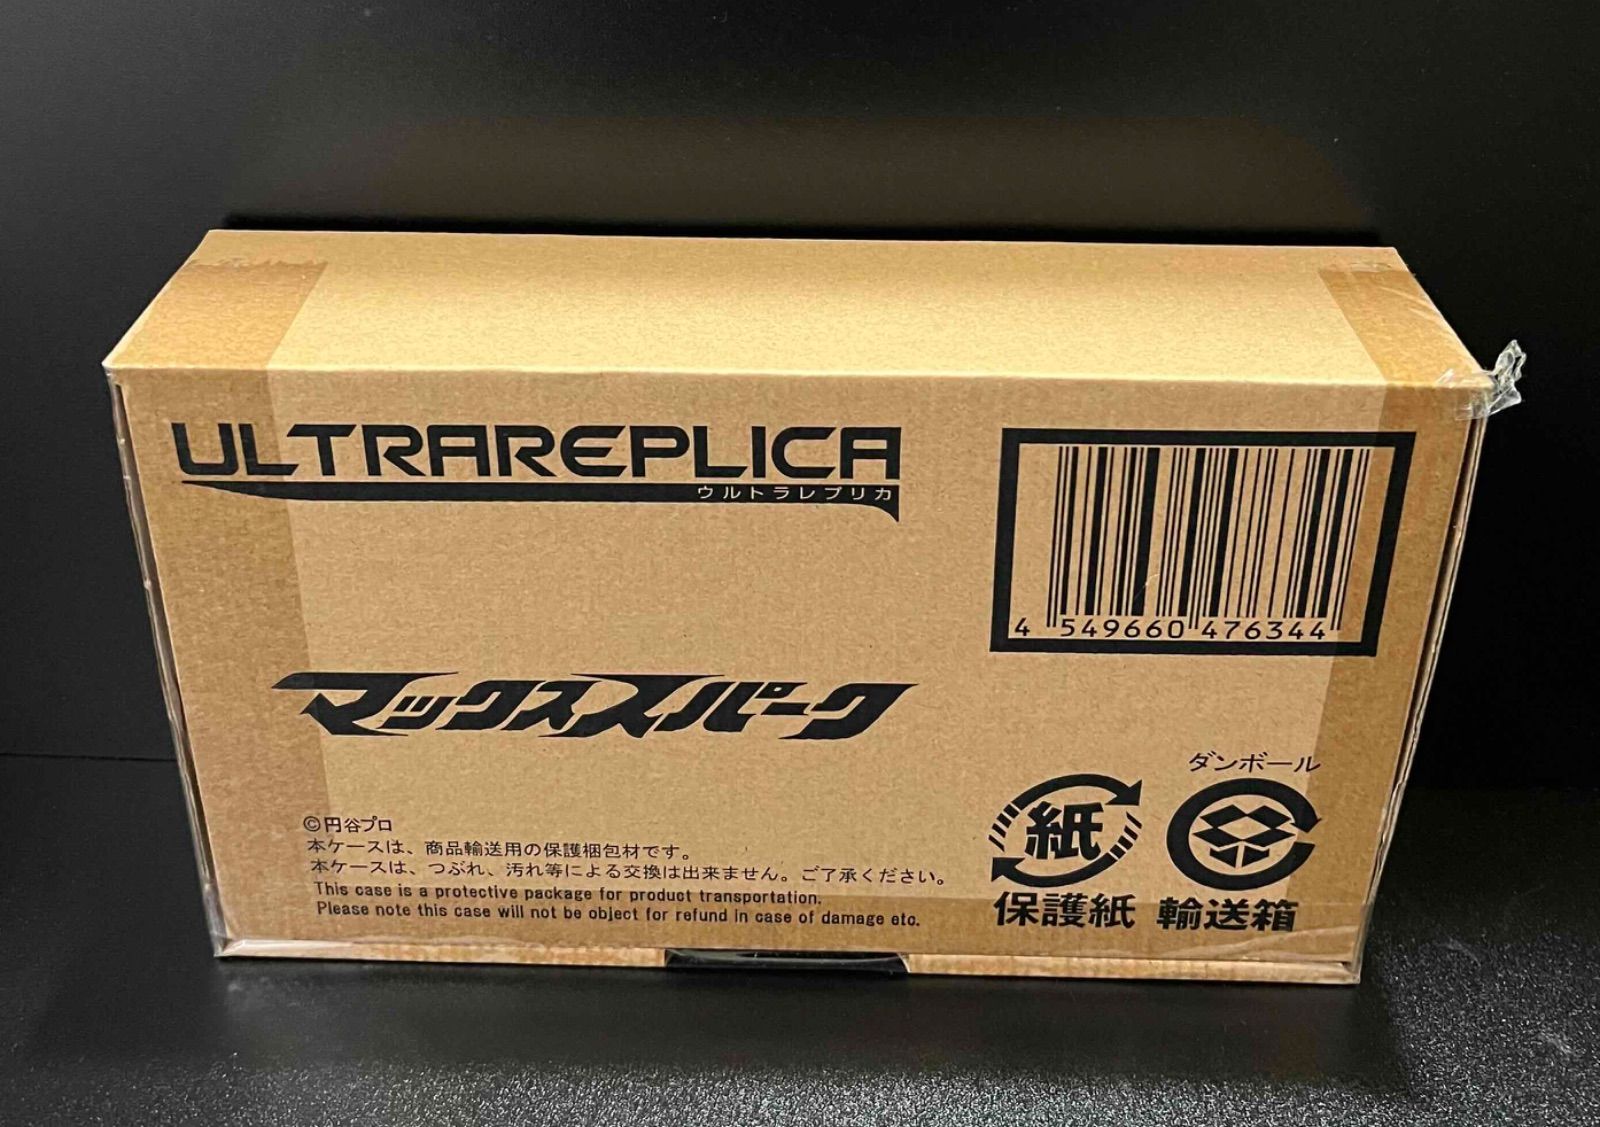 ULTRAREPLICA
ウルトラレプリカ
4 549660 476344
マックススパーク
ダンボール
紙
保護紙 輸送箱
©円谷プロ
本ケースは、商品輸送用の保護梱包材です。
本ケースは、つぶれ、汚れ等による交換は出来ません。ご了承ください。
This case is a protective package for product transportation.
Please note this case will not be object for refund in case of damage etc.